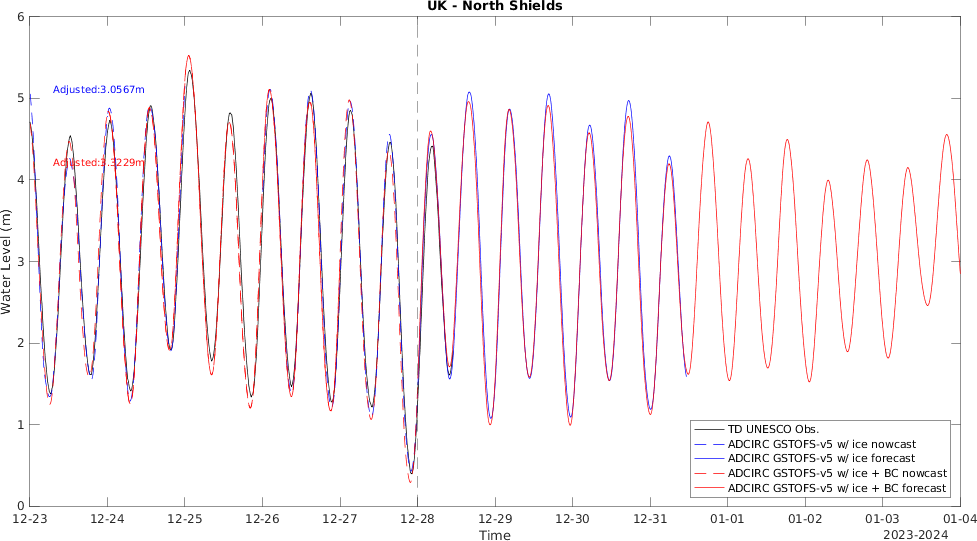 UK - North Shields
6
5
4
3
2
1
0
Water Level (m)
Adjusted:3.0567m
Adjusted:3.3229m
TD UNESCO Obs.
ADCIRC GSTOFS-v5 w/ ice nowcast
ADCIRC GSTOFS-v5 w/ ice forecast
ADCIRC GSTOFS-v5 w/ ice + BC nowcast
ADCIRC GSTOFS-v5 w/ ice + BC forecast
12-23 12-24 12-25 12-26 12-27 12-28 12-29 12-30 12-31 01-01 01-02 01-03 01-04
Time
2023-2024